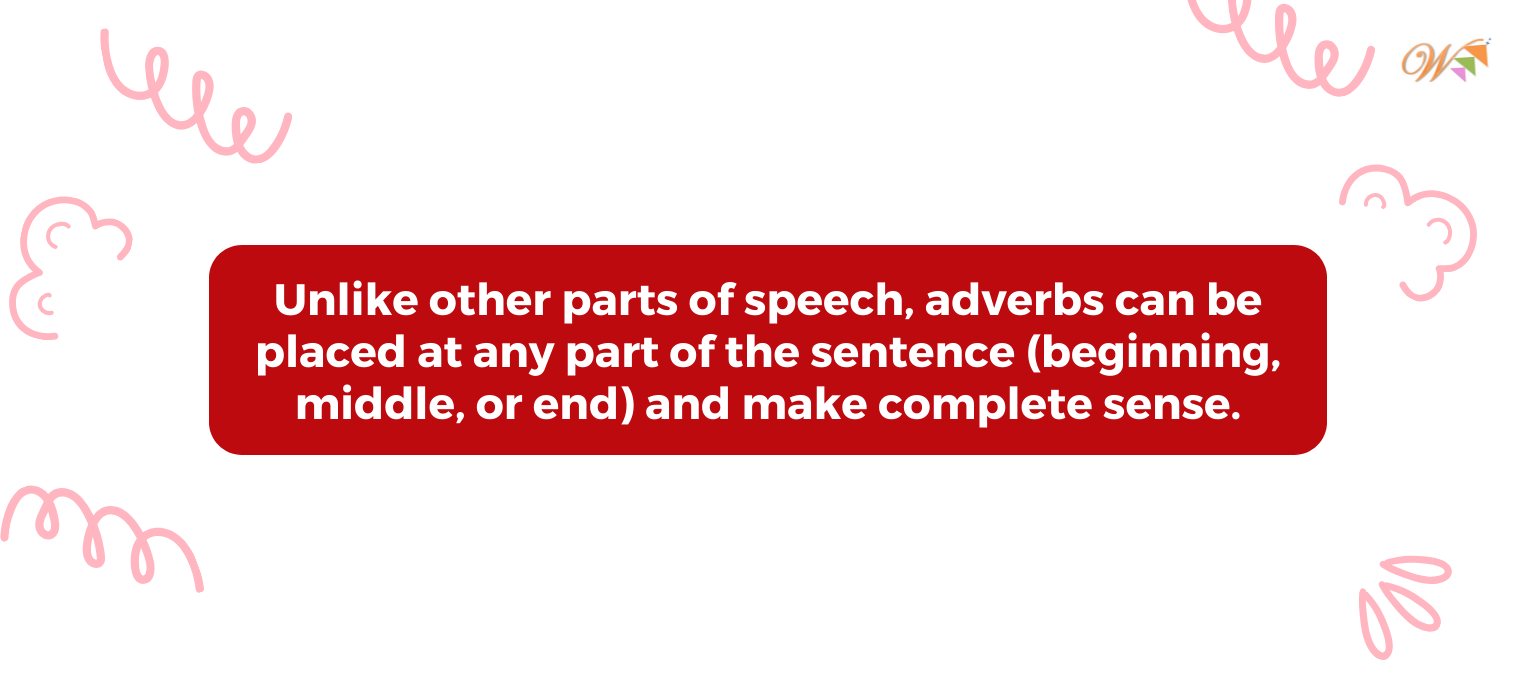 W
Unlike other parts of speech, adverbs can be
placed at any part of the sentence (beginning,
middle, or end) and make complete sense.